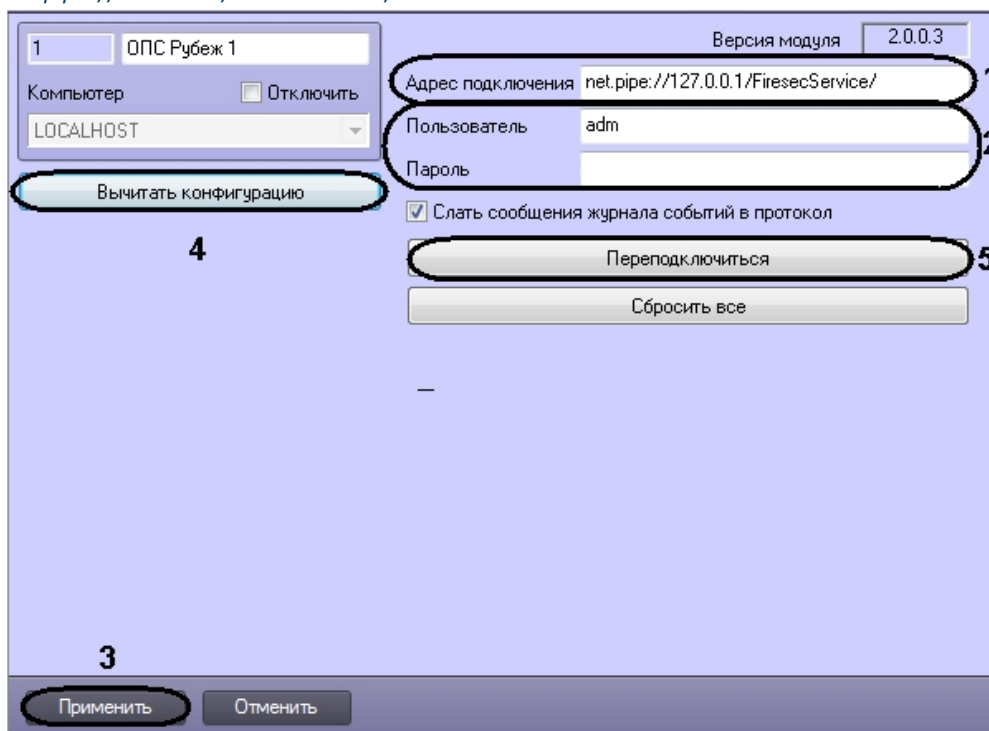 1 ОПС Рубеж 1
Компьютер Отключить
LOCALHOST
Вычитать конфигурацию
4
Версия модуля 2.0.0.3
Адрес подключения net.pipe://127.0.0.1/FiresecService/ 1
Пользователь adm
2
Пароль
Слать сообщения журнала событий в протокол
Переподключиться 5
Сбросить все
3
Применить Отменить